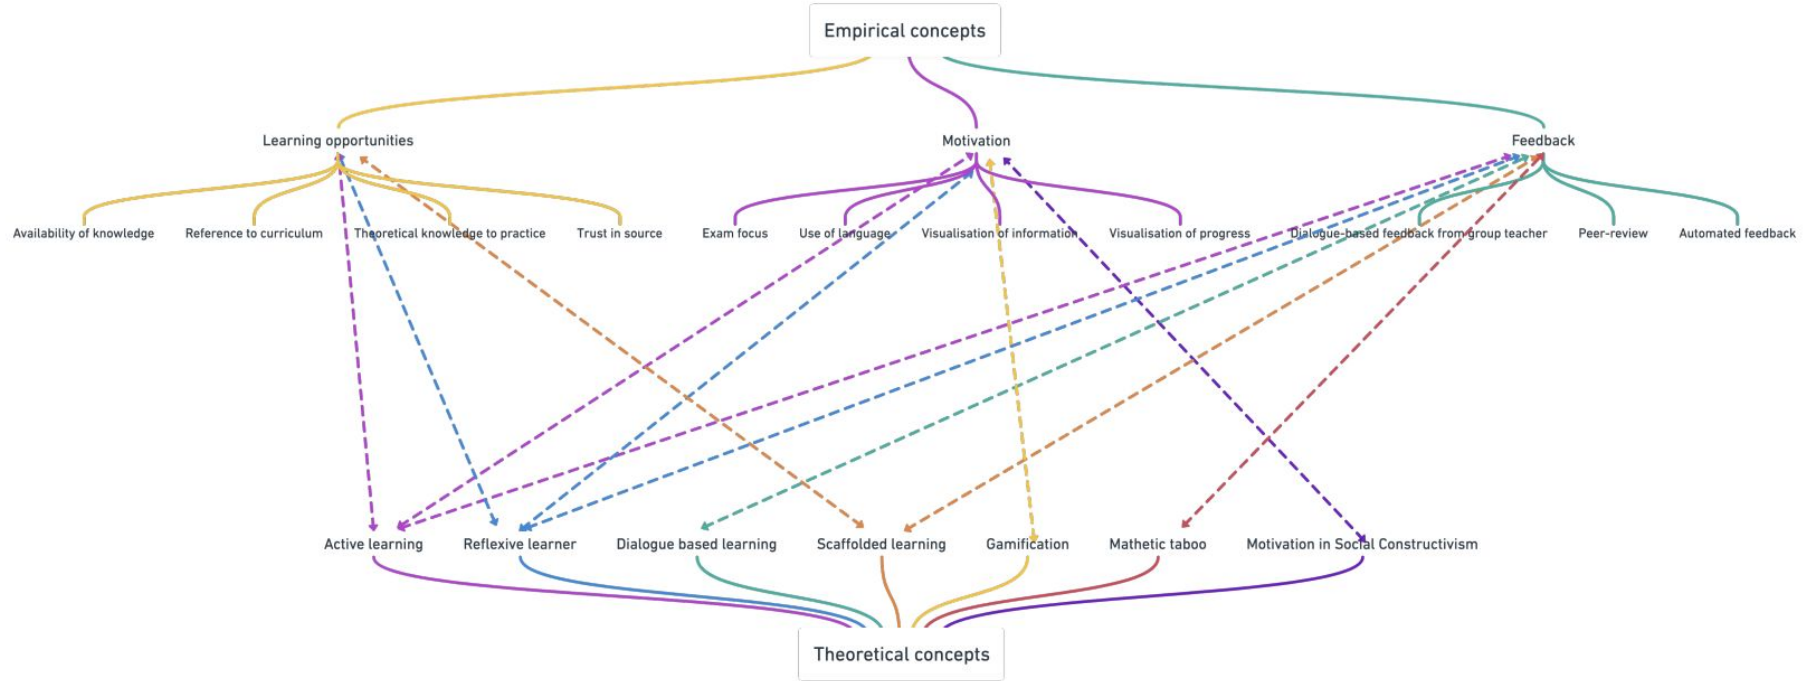 Empirical concepts
Learning opportunities
Motivation
Feedback
Availability of knowledge
Reference to curriculum
Theoretical knowledge to practice
Trust in source
Exam focus
Use of language
Visualisation of information
Visualisation of progress
Dialogue-based feedback from group teacher
Peer-review
Automated feedback
Active learning
Reflexive learner
Dialogue based learning
Scaffolded learning
Gamification
Mathetic taboo
Motivation in Social Constructivism
Theoretical concepts